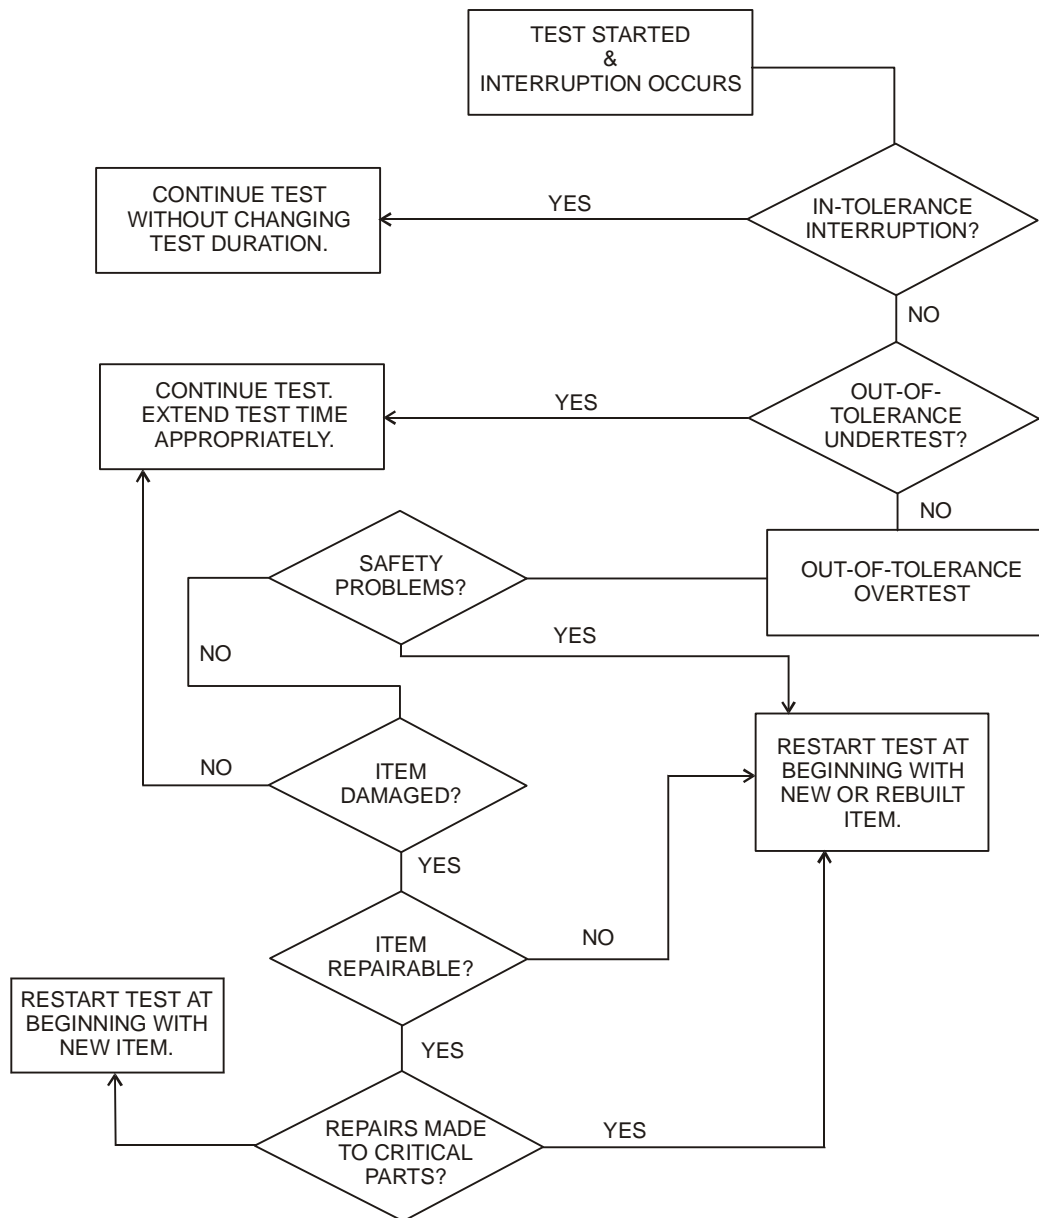 TEST STARTED
&
INTERRUPTION OCCURS
CONTINUE TEST
WITHOUT CHANGING
TEST DURATION.
YES
IN-TOLERANCE
INTERRUPTION?
NO
CONTINUE TEST.
EXTEND TEST TIME
APPROPRIATELY.
YES
OUT-OF-
TOLERANCE
UNDERTEST?
NO
SAFETY
PROBLEMS?
OUT-OF-TOLERANCE
OVERTEST
YES
NO
NO
ITEM
DAMAGED?
RESTART TEST AT
BEGINNING WITH
NEW OR REBUILT
ITEM.
YES
ITEM
REPAIRABLE?
NO
RESTART TEST AT
BEGINNING WITH
NEW ITEM.
YES
REPAIRS MADE
TO CRITICAL
PARTS?
YES